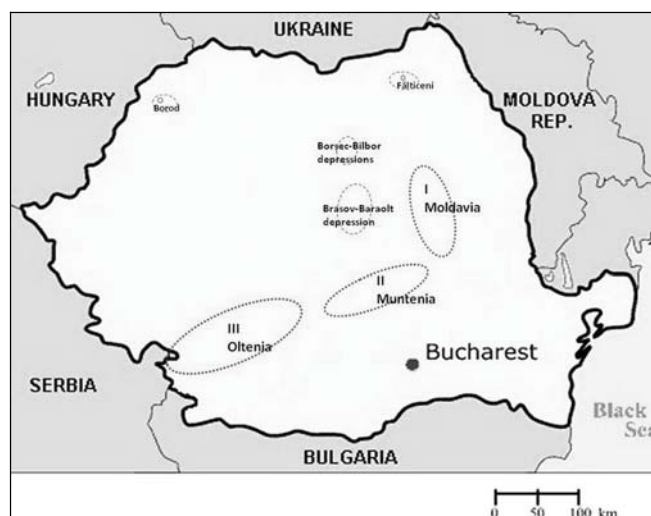 UKRAINE
HUNGARY
Fălticeni
MOLDOVA
REP.
Borod
Borsec-Bilbor
depressions
I
Moldavia
Brasov-Baraolt
depression
II
Muntenia
III
Oltenia
Bucharest
SERBIA
Black
Sea
BULGARIA
0 50 100 km